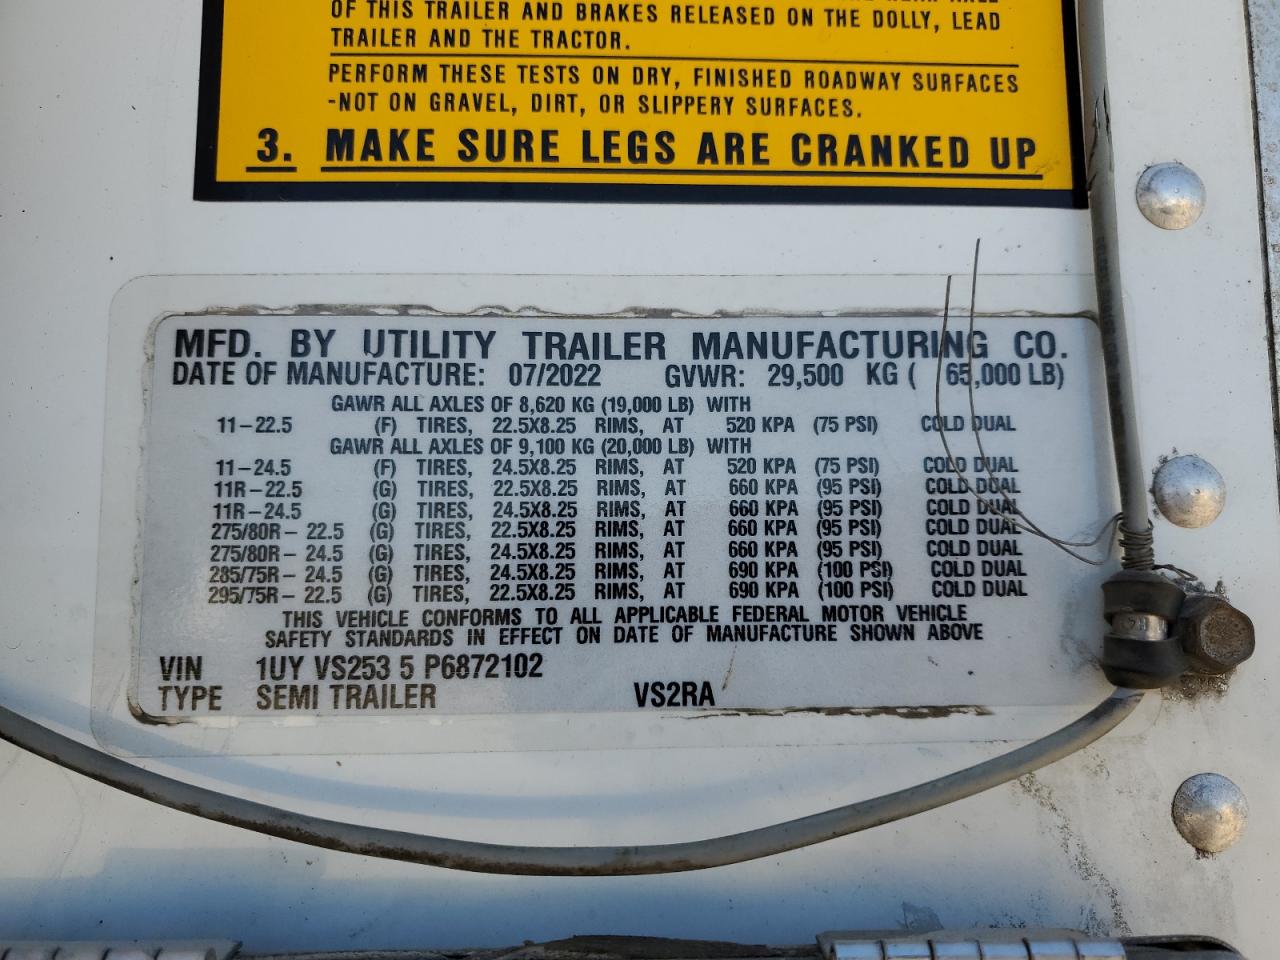 OF THIS TRAILER AND BRAKES RELEASED ON THE DOLLY, LEAD
TRAILER AND THE TRACTOR.
PERFORM THESE TESTS ON DRY, FINISHED ROADWAY SURFACES
-NOT ON GRAVEL, DIRT, OR SLIPPERY SURFACES.
3. MAKE SURE LEGS ARE CRANKED UP
MFD. BY UTILITY TRAILER MANUFACTURING CO.
DATE OF MANUFACTURE: 07/2022 GVWR: 29,500 KG ( 65,000 LB)
GAWR ALL AXLES OF 8,620 KG (19,000 LB) WITH
11-22.5 (F) TIRES, 22.5X8.25 RIMS, AT 520 KPA (75 PSI) COLD DUAL
GAWR ALL AXLES OF 9,100 KG (20,000 LB) WITH
11-24.5 (F) TIRES, 24.5X8.25 RIMS, AT 520 KPA (75 PSI) COLD DUAL
11R-22.5 (G) TIRES, 22.5X8.25 RIMS, AT 660 KPA (95 PSI) COLD DUAL
11R-24.5 (G) TIRES, 24.5X8.25 RIMS, AT 660 KPA (95 PSI) COLD DUAL
275/80R-22.5 (G) TIRES, 22.5X8.25 RIMS, AT 660 KPA (95 PSI) COLD DUAL
275/80R-24.5 (G) TIRES, 24.5X8.25 RIMS, AT 660 KPA (95 PSI) COLD DUAL
285/75R-24.5 (G) TIRES, 24.5X8.25 RIMS, AT 690 KPA (100 PSI) COLD DUAL
295/75R-22.5 (G) TIRES, 22.5X8.25 RIMS, AT 690 KPA (100 PSI) COLD DUAL
THIS VEHICLE CONFORMS TO ALL APPLICABLE FEDERAL MOTOR VEHICLE
SAFETY STANDARDS IN EFFECT ON DATE OF MANUFACTURE SHOWN ABOVE
VIN 1UY VS253 5 P6872102
TYPE SEMI TRAILER VS2RA